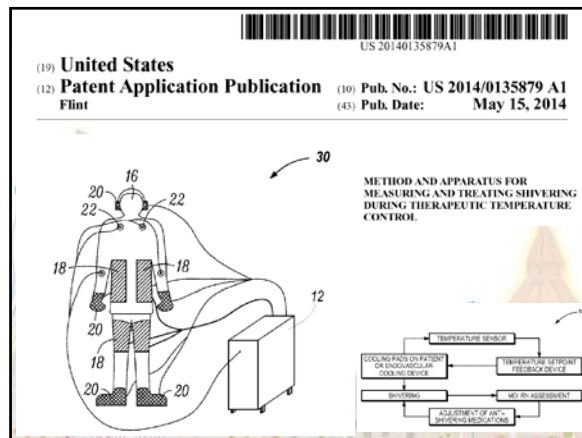 US 20140135879A1
(19) United States
(12) Patent Application Publication
Flint
(10) Pub. No.: US 2014/0135879 A1
(43) Pub. Date: May 15, 2014
30
METHOD AND APPARATUS FOR
MEASURING AND TREATING SHIVERING
DURING THERAPEUTIC TEMPERATURE
CONTROL
16
20
22 22
18 18
12
20 20
18
20 20
TEMPERATURE SENSOR
COOLING PADS ON PATIENT
OR ENDOVASCULAR
COOLING DEVICE
TEMPERATURE SETPOINT
FEEDBACK DEVICE
SHIVERING
MD/ RN ASSESSMENT
ADJUSTMENT OF ANTI-
SHIVERING MEDICATIONS